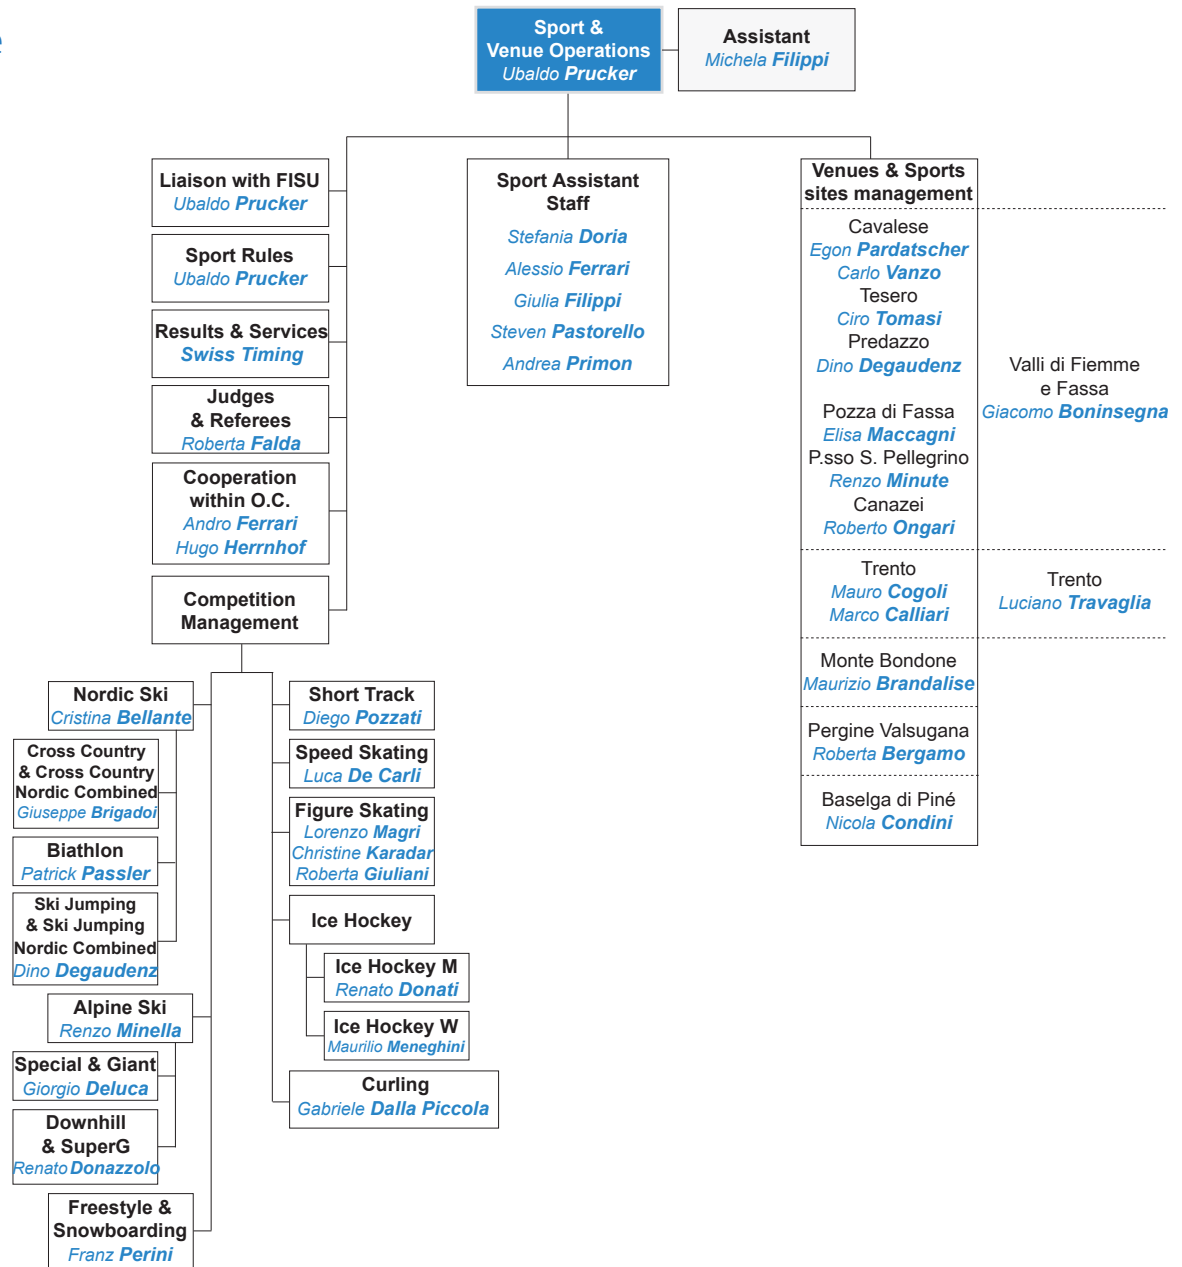 e
Sport &
Venue Operations
Ubaldo Prucker
Assistant
Michela Filippi
Liaison with FISU
Ubaldo Prucker
Sport Rules
Ubaldo Prucker
Results & Services
Swiss Timing
Judges
& Referees
Roberta Falda
Cooperation
within O.C.
Andro Ferrari
Hugo Herrnhof
Competition
Management
Sport Assistant
Staff
Stefania Doria
Alessio Ferrari
Giulia Filippi
Steven Pastorello
Andrea Primon
Venues & Sports
sites management
Cavalese
Egon Pardatscher
Carlo Vanzo
Tesero
Ciro Tomasi
Predazzo
Dino Degaudenz
Pozza di Fassa
Elisa Maccagni
P.sso S. Pellegrino
Renzo Minute
Canazei
Roberto Ongari
Valli di Fiemme
e Fassa
Giacomo Boninsegna
Trento
Mauro Cogoli
Marco Calliari
Trento
Luciano Travaglia
Monte Bondone
Maurizio Brandalise
Pergine Valsugana
Roberta Bergamo
Baselga di Piné
Nicola Condini
Nordic Ski
Cristina Bellante
Cross Country
& Cross Country
Nordic Combined
Giuseppe Brigadoi
Biathlon
Patrick Passler
Ski Jumping
& Ski Jumping
Nordic Combined
Dino Degaudenz
Alpine Ski
Renzo Minella
Special & Giant
Giorgio Deluca
Downhill
& SuperG
Renato Donazzolo
Freestyle &
Snowboarding
Franz Perini
Short Track
Diego Pozzati
Speed Skating
Luca De Carli
Figure Skating
Lorenzo Magri
Christine Karadar
Roberta Giuliani
Ice Hockey
Ice Hockey M
Renato Donati
Ice Hockey W
Maurilio Meneghini
Curling
Gabriele Dalla Piccola